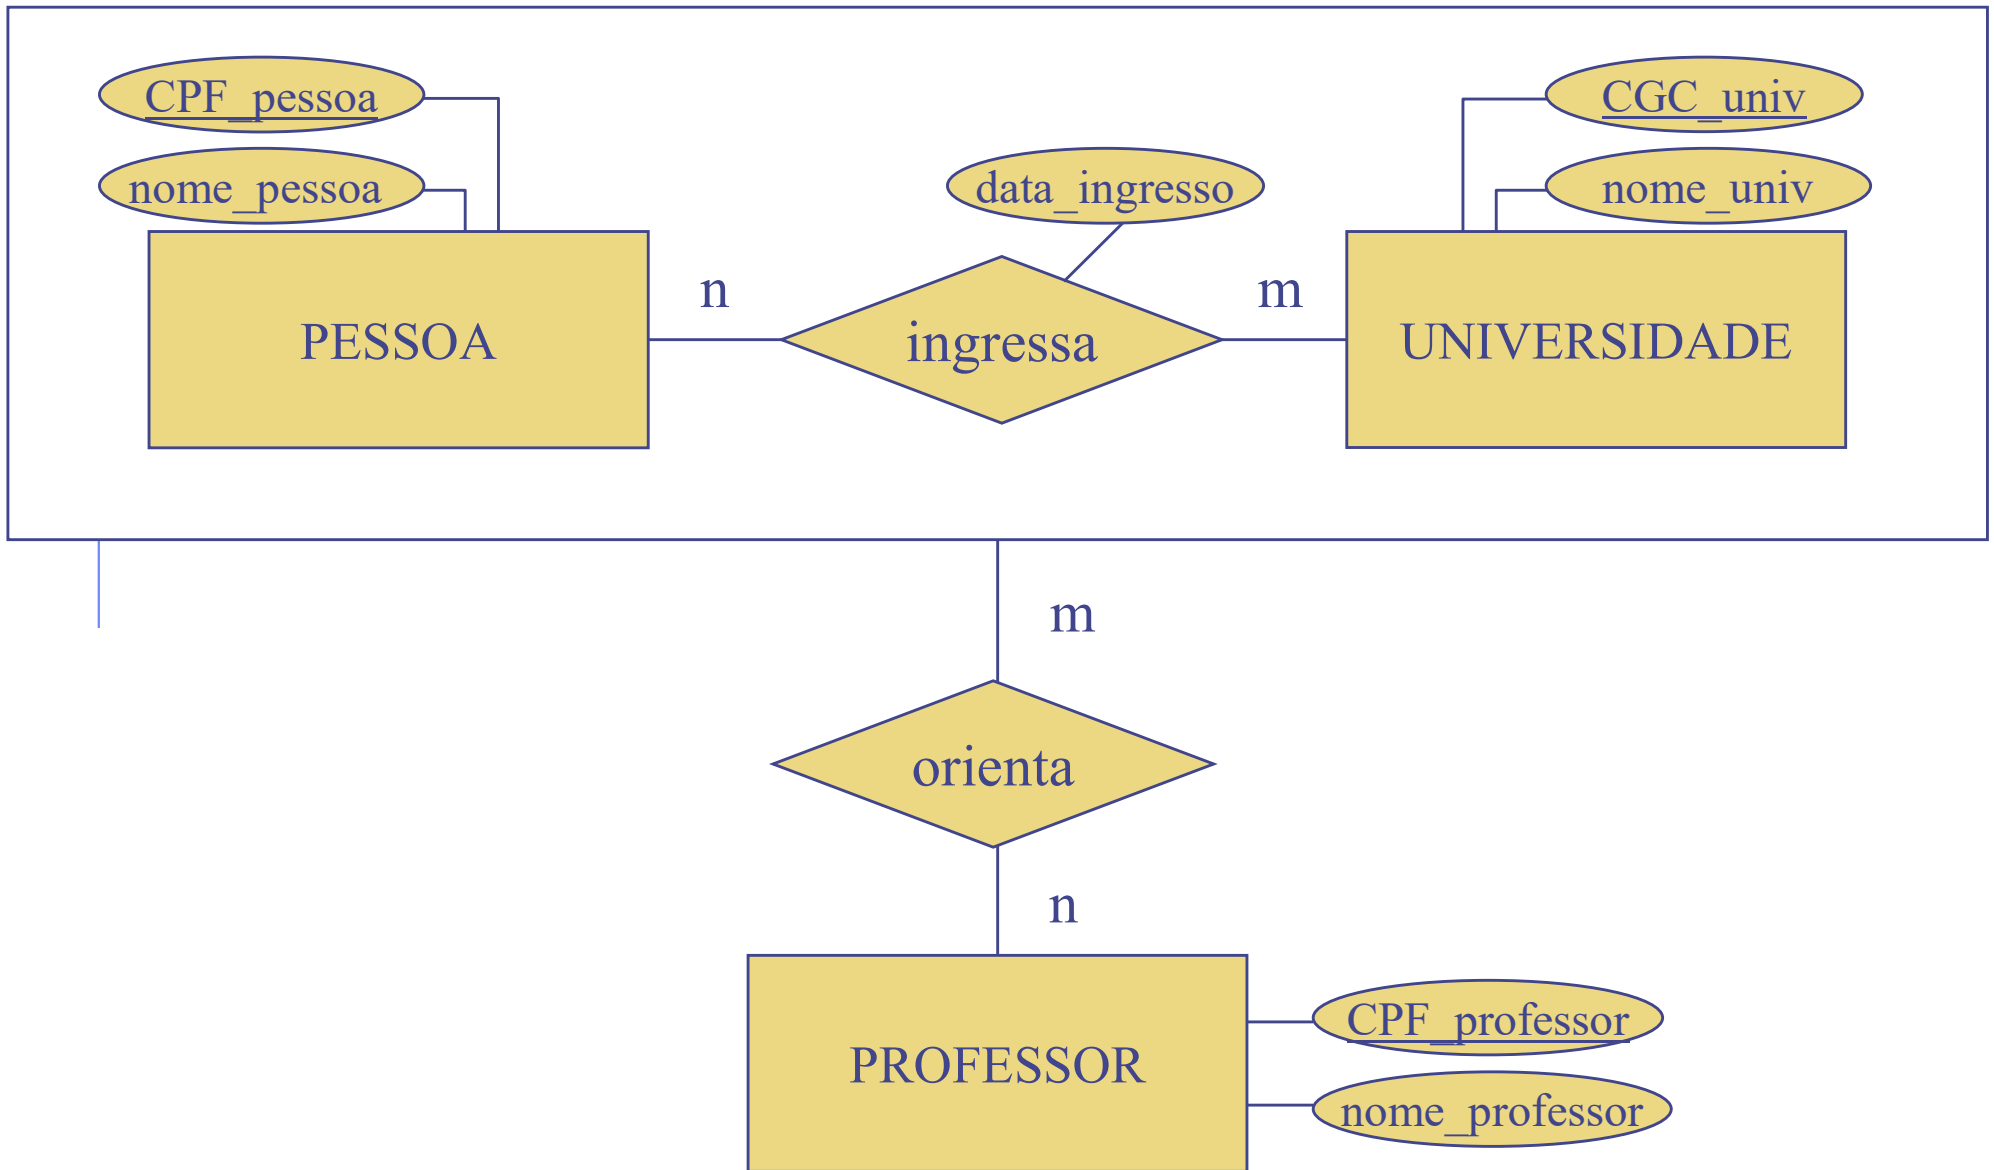 CPF_pessoa
CGC_univ
nome_pessoa
data_ingresso
nome_univ
n
m
PESSOA
ingressa
UNIVERSIDADE
m
orienta
n
CPF_professor
PROFESSOR
nome_professor